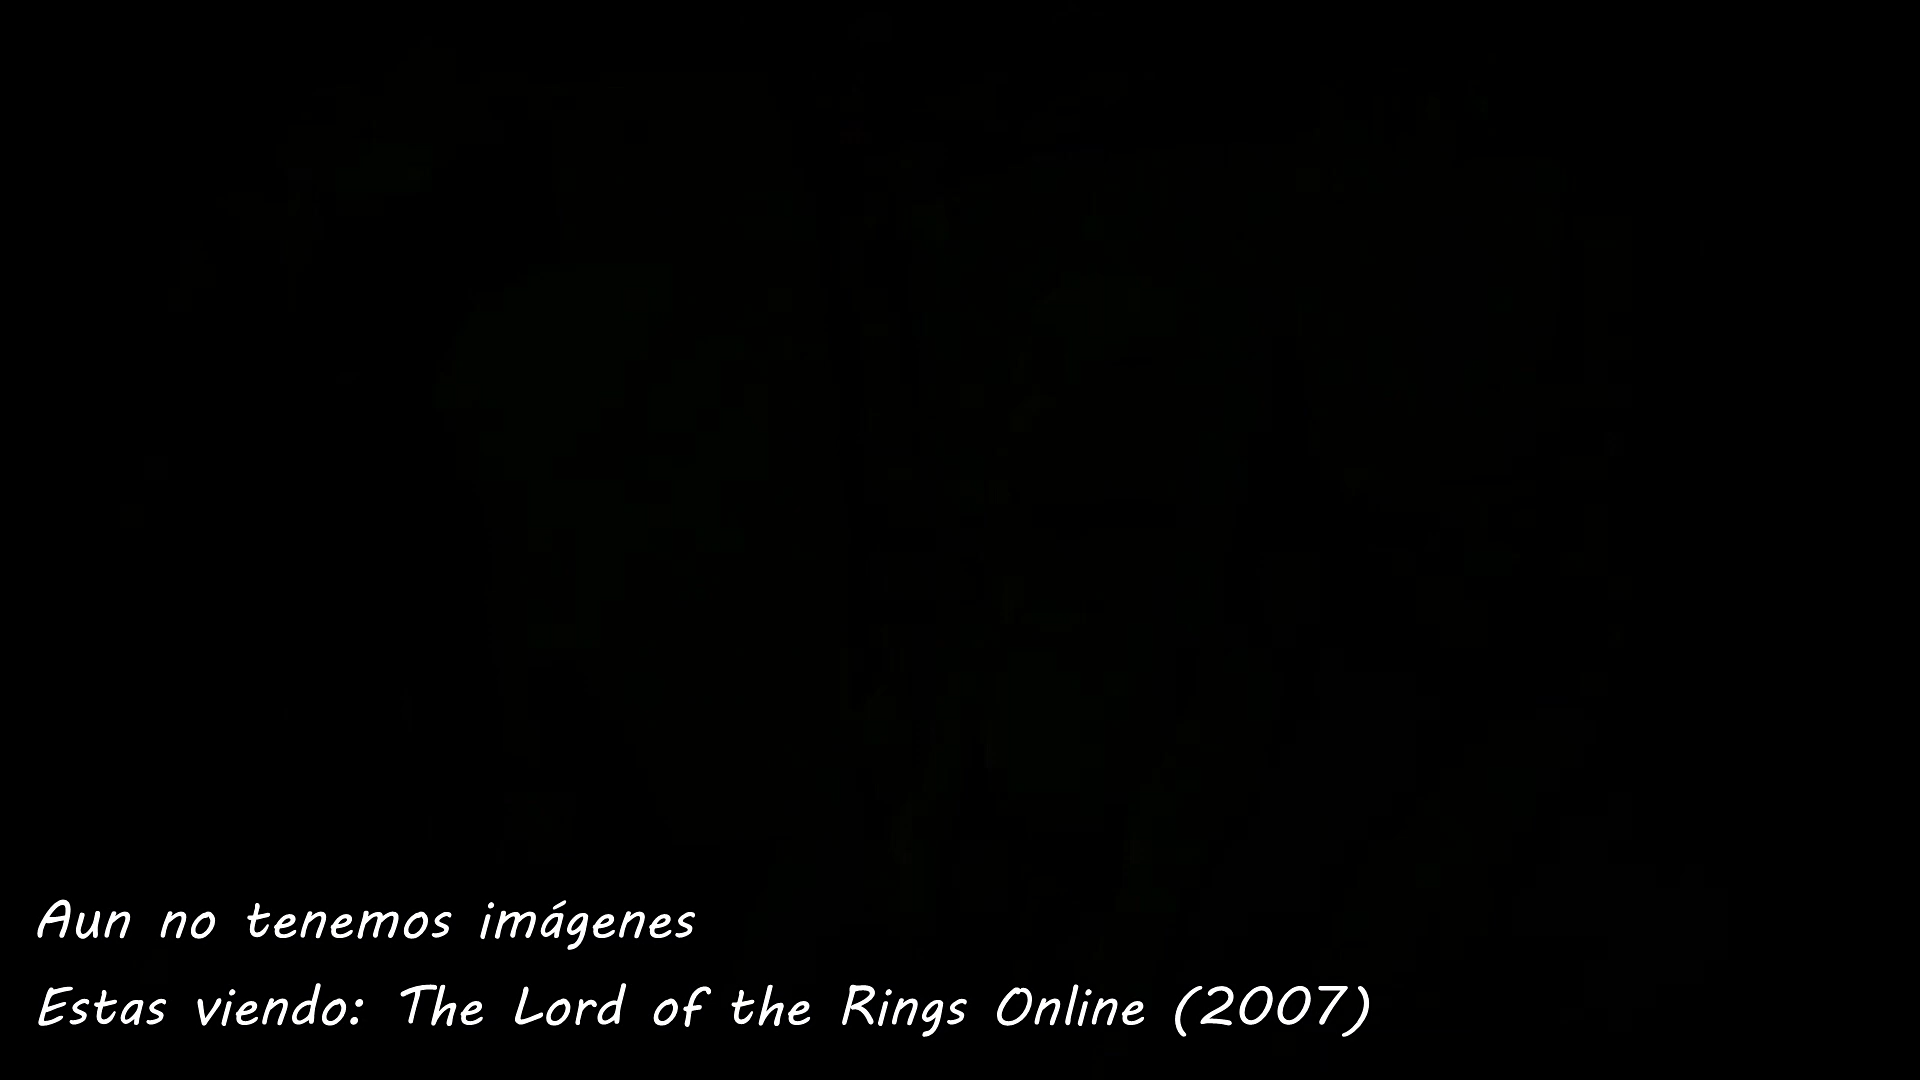 Aun no tenemos imágenes
Estas viendo: The Lord of the Rings Online (2007)